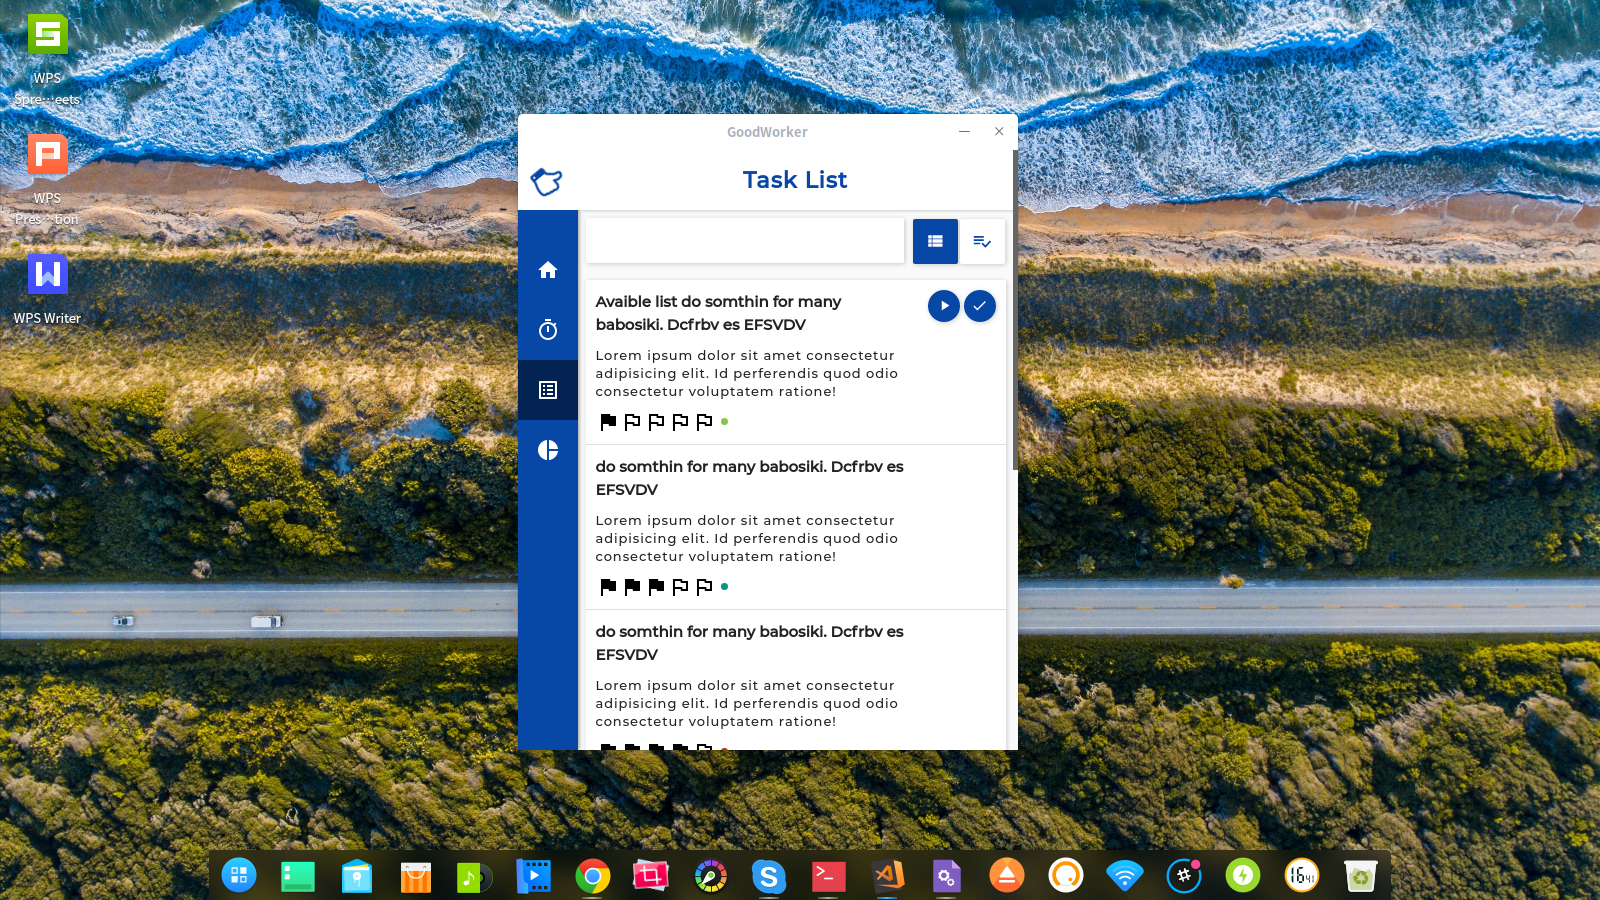 WPS
Spre···eets
WPS
Pres···tion
WPS Writer
GoodWorker
Task List
Avaible list do somthin for many
babosiki. Dcfrbv es EFSVDV
Lorem ipsum dolor sit amet consectetur
adipisicing elit. Id perferendis quod odio
consectetur voluptatem ratione!
do somthin for many babosiki. Dcfrbv es
EFSVDV
Lorem ipsum dolor sit amet consectetur
adipisicing elit. Id perferendis quod odio
consectetur voluptatem ratione!
do somthin for many babosiki. Dcfrbv es
EFSVDV
Lorem ipsum dolor sit amet consectetur
adipisicing elit. Id perferendis quod odio
consectetur voluptatem ratione!
16 41